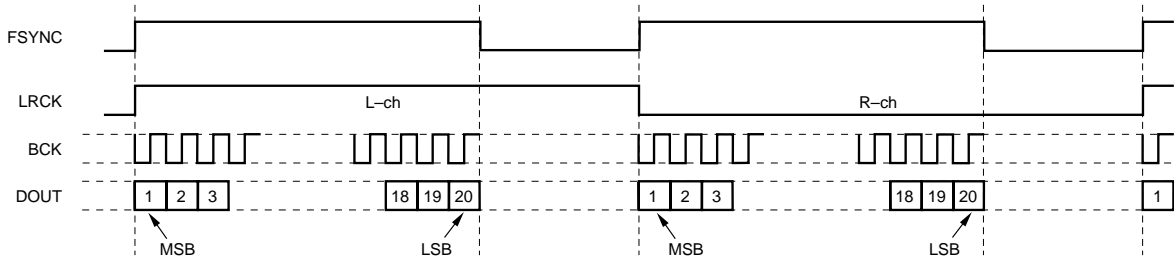 FSYNC
LRCK
L–ch
R–ch
BCK
DOUT
1 2 3 18 19 20 1 2 3 18 19 20 1
MSB LSB MSB LSB